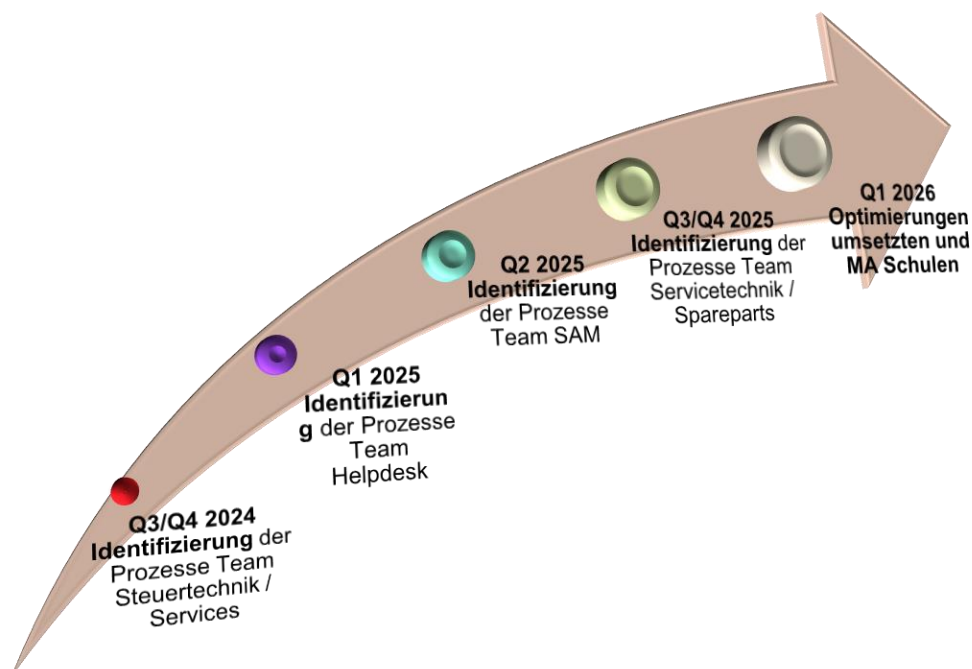 Q3/Q4 2024
Identifizierung der
Prozesse Team
Steuertechnik /
Services
Q1 2025
Identifizierun
g der Prozesse
Team
Helpdesk
Q2 2025
Identifizierung
der Prozesse
Team SAM
Q3/Q4 2025
Identifizierung der
Prozesse Team
Servicetechnik /
Spareparts
Q1 2026
Optimierungen
umsetzten und
MA Schulen